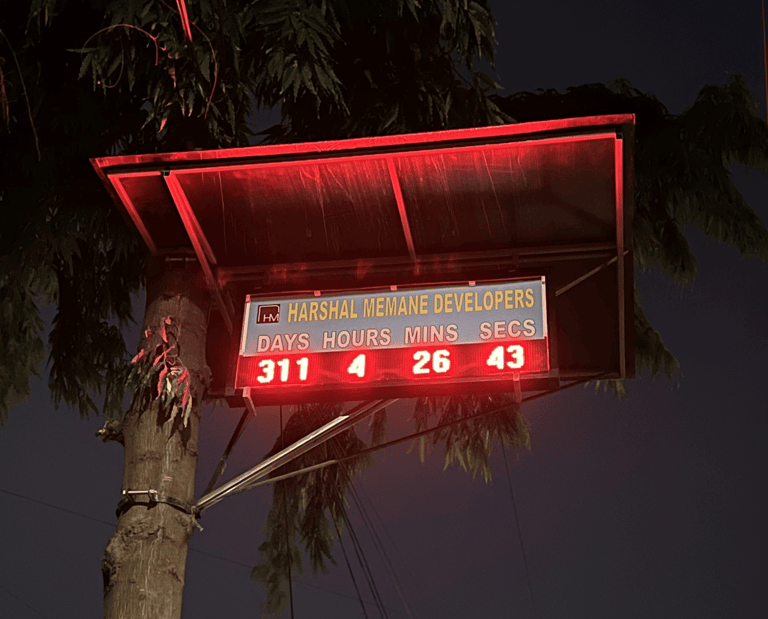 HM HARSHAL MEMANE DEVELOPERS
DAYS HOURS MINS SECS
311 4 26 43